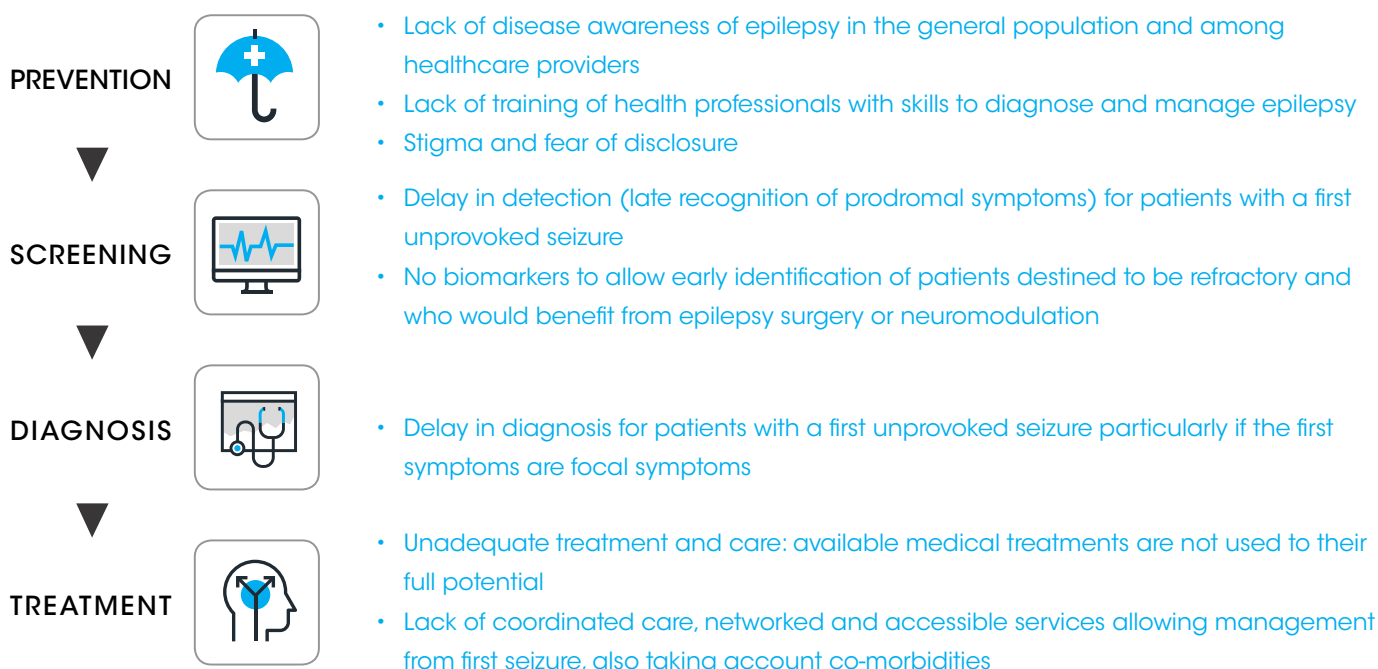 PREVENTION
• Lack of disease awareness of epilepsy in the general population and among
healthcare providers
• Lack of training of health professionals with skills to diagnose and manage epilepsy
• Stigma and fear of disclosure
SCREENING
• Delay in detection (late recognition of prodromal symptoms) for patients with a first
unprovoked seizure
• No biomarkers to allow early identification of patients destined to be refractory and
who would benefit from epilepsy surgery or neuromodulation
DIAGNOSIS
• Delay in diagnosis for patients with a first unprovoked seizure particularly if the first
symptoms are focal symptoms
TREATMENT
• Unadequate treatment and care: available medical treatments are not used to their
full potential
• Lack of coordinated care, networked and accessible services allowing management
from first seizure, also taking account co-morbidities